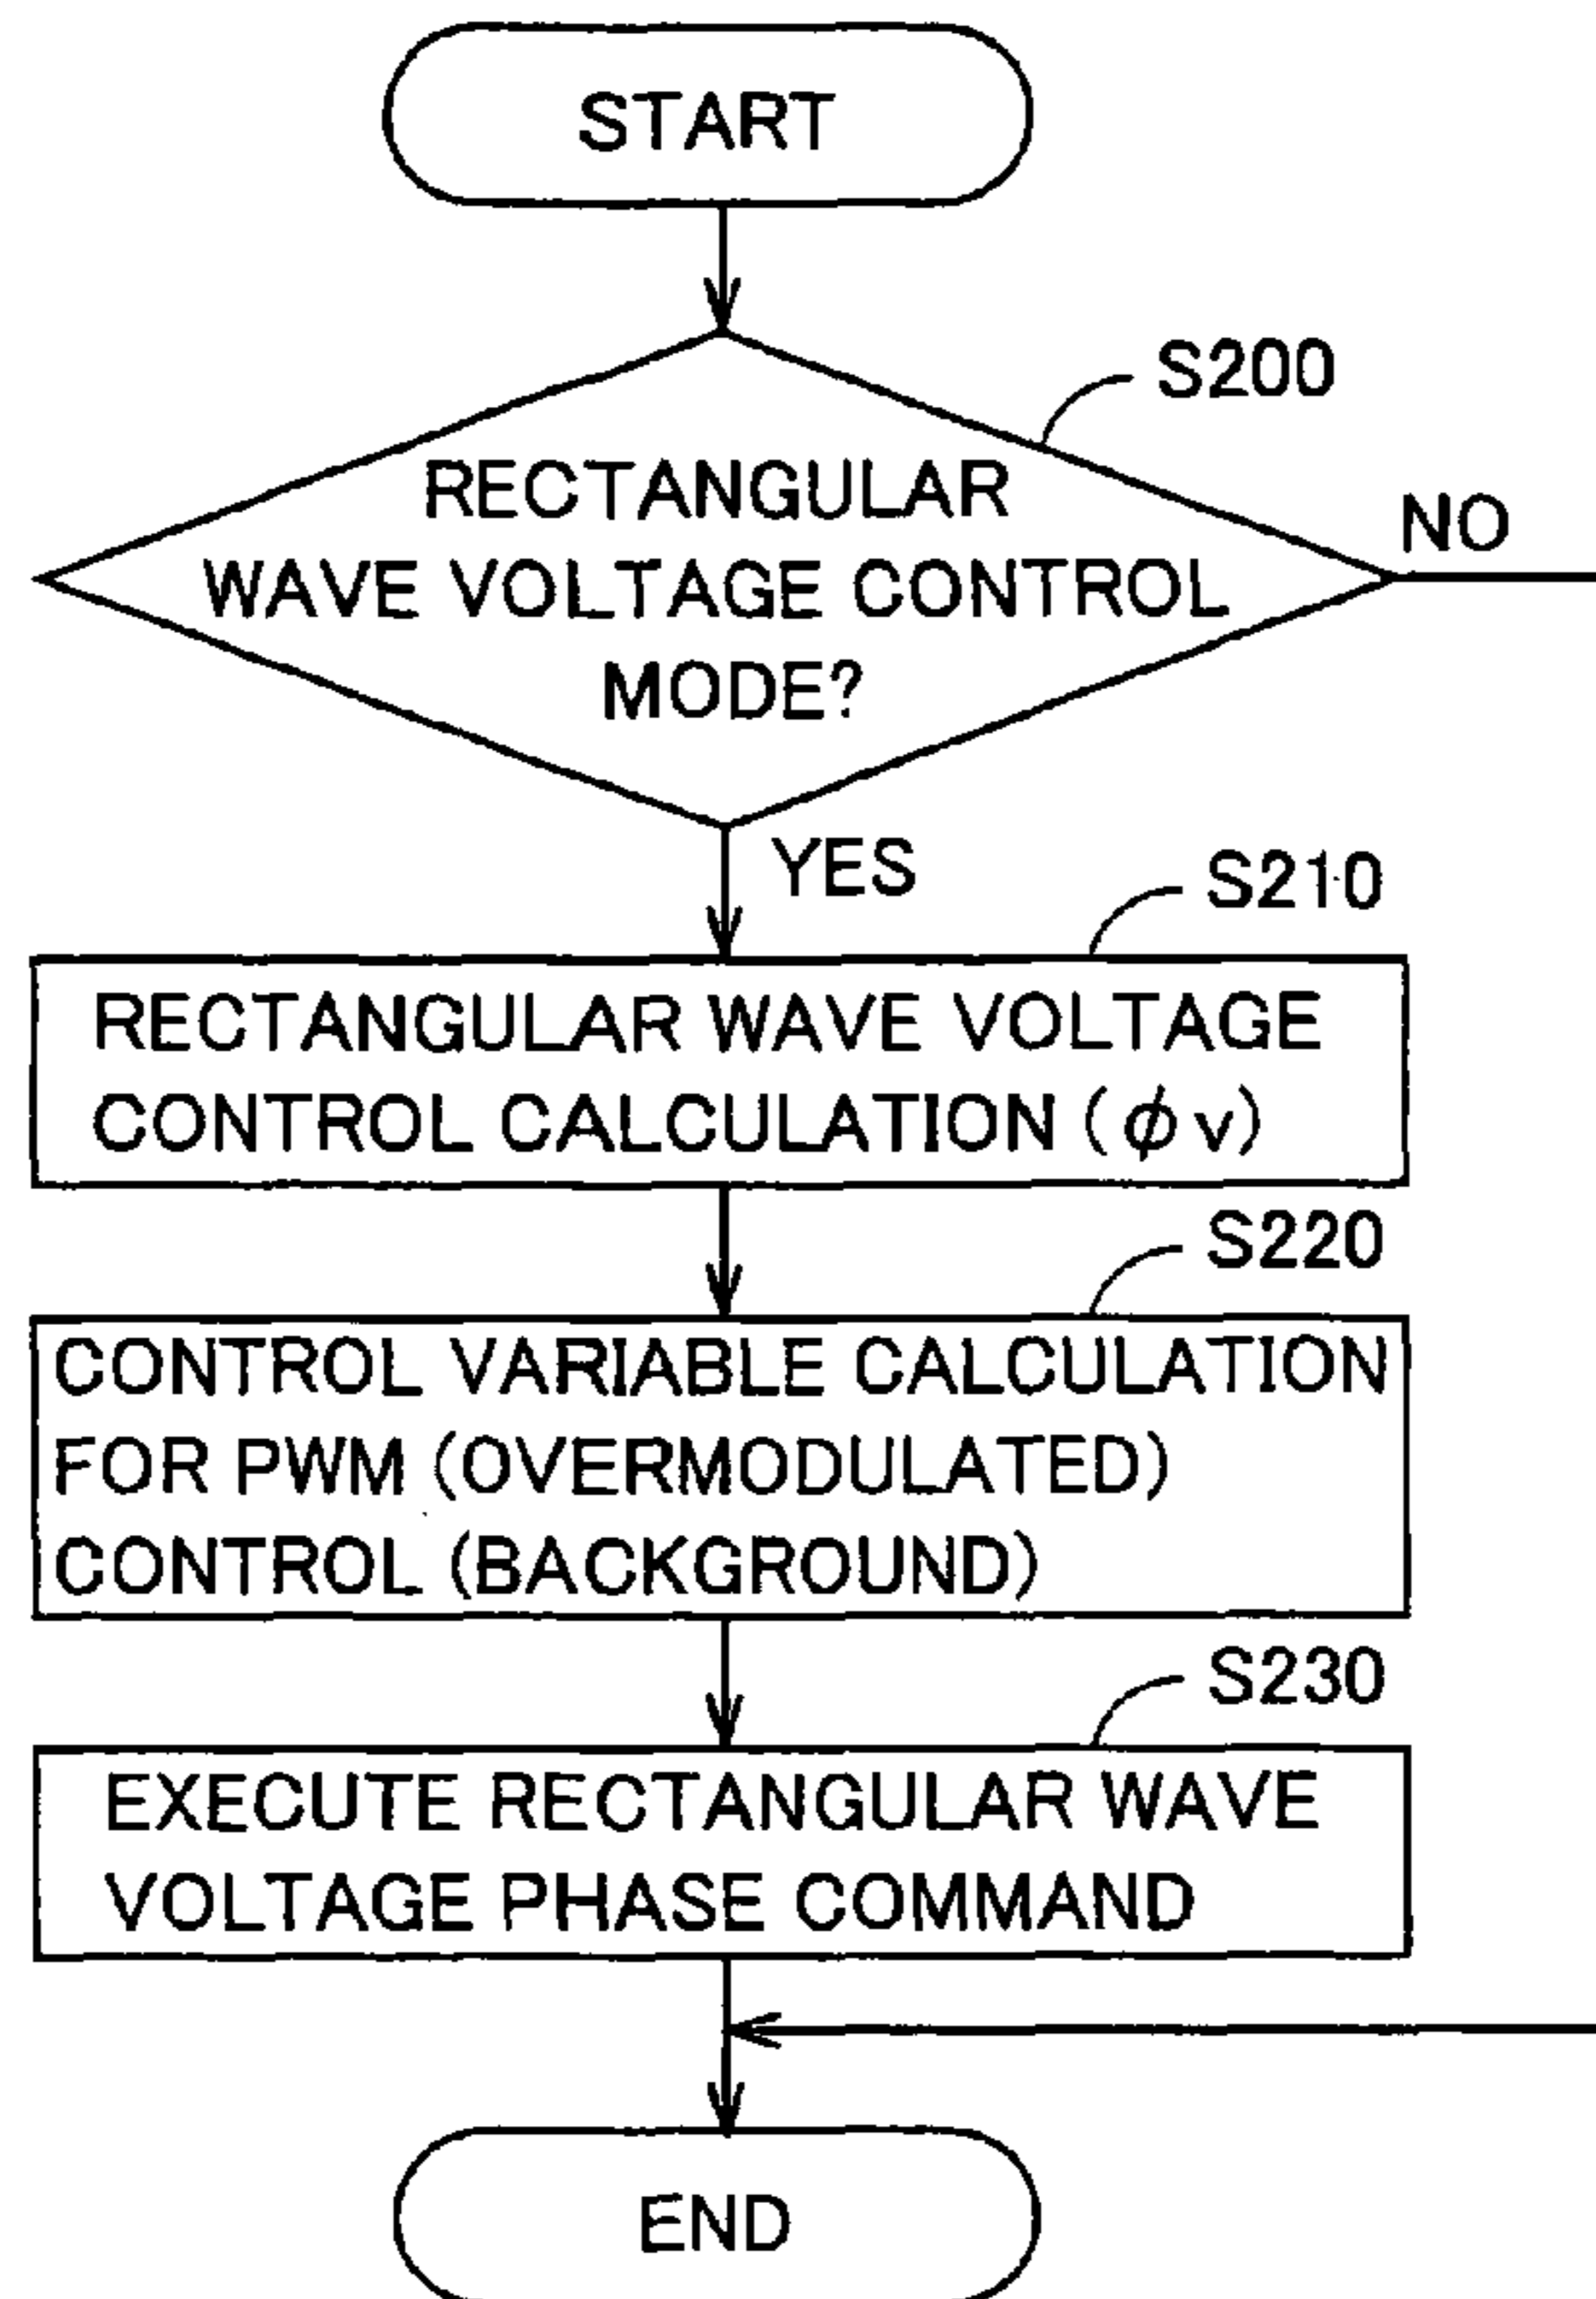 START
S200
RECTANGULAR
WAVE VOLTAGE CONTROL
MODE?
NO
YES
S210
RECTANGULAR WAVE VOLTAGE
CONTROL CALCULATION (ϕv)
S220
CONTROL VARIABLE CALCULATION
FOR PWM (OVERMODULATED)
CONTROL (BACKGROUND)
S230
EXECUTE RECTANGULAR WAVE
VOLTAGE PHASE COMMAND
END